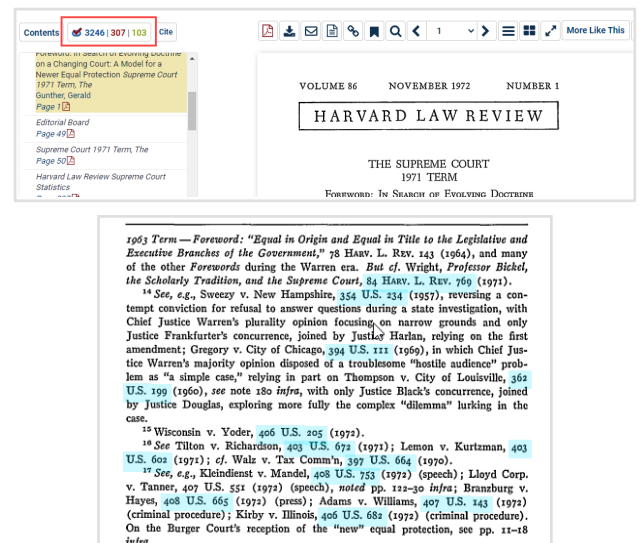 Contents
3246 | 307 | 103
Cite
1
More Like This
Foreword: In Search of Evolving Doctrine
on a Changing Court: A Model for a
Newer Equal Protection Supreme Court
1971 Term, The
Gunther, Gerald
Page 1
Editorial Board
Page 49
Supreme Court 1971 Term, The
Page 50
Harvard Law Review Supreme Court
Statistics
VOLUME 86 NOVEMBER 1972 NUMBER 1
HARVARD LAW REVIEW
THE SUPREME COURT
1971 TERM
FOREWORD: IN SEARCH OF EVOLVING DOCTRINE
1963 Term — Foreword: "Equal in Origin and Equal in Title to the Legislative and
Executive Branches of the Government," 78 HARV. L. REV. 143 (1964), and many
of the other Forewords during the Warren era. But cf. Wright, Professor Bickel,
the Scholarly Tradition, and the Supreme Court, 84 HARV. L. REV. 769 (1971).
14 See, e.g., Sweezy v. New Hampshire, 354 U.S. 234 (1957), reversing a con-
tempt conviction for refusal to answer questions during a state investigation, with
Chief Justice Warren's plurality opinion focusing on narrow grounds and only
Justice Frankfurter's concurrence, joined by Justice Harlan, relying on the first
amendment; Gregory v. City of Chicago, 394 U.S. 111 (1969), in which Chief Jus-
tice Warren's majority opinion disposed of a troublesome "hostile audience" prob-
lem as "a simple case," relying in part on Thompson v. City of Louisville, 362
U.S. 199 (1960), see note 180 infra, with only Justice Black's concurrence, joined
by Justice Douglas, exploring more fully the complex "dilemma" lurking in the
case.
15 Wisconsin v. Yoder, 406 U.S. 205 (1972).
16 See Tilton v. Richardson, 403 U.S. 672 (1971); Lemon v. Kurtzman, 403
U.S. 602 (1971); cf. Walz v. Tax Comm'n, 397 U.S. 664 (1970).
17 See, e.g., Kleindienst v. Mandel, 408 U.S. 753 (1972) (speech); Lloyd Corp.
v. Tanner, 407 U.S. 551 (1972) (speech), noted pp. 122–30 infra; Branzburg v.
Hayes, 408 U.S. 665 (1972) (press); Adams v. Williams, 407 U.S. 143 (1972)
(criminal procedure); Kirby v. Illinois, 406 U.S. 682 (1972) (criminal procedure).
On the Burger Court's reception of the "new" equal protection, see pp. 11–18
infra.